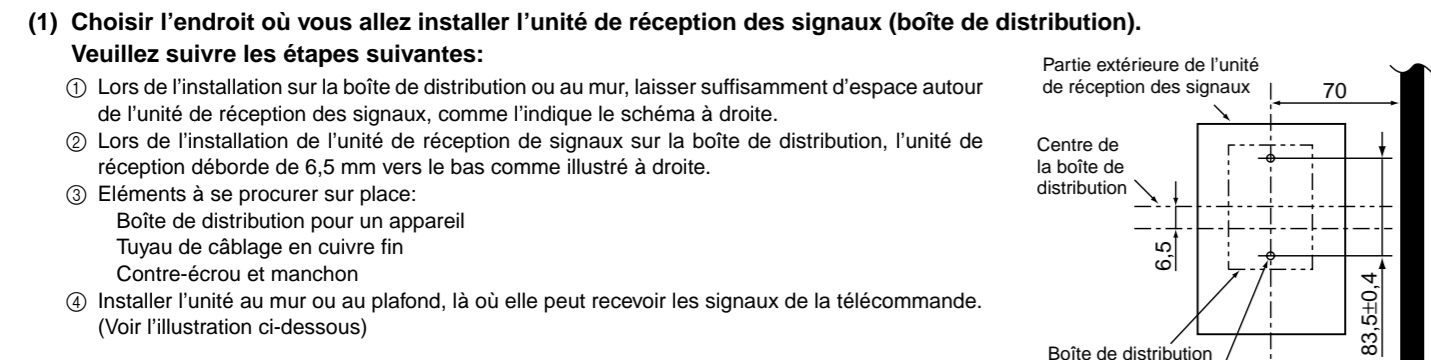 (1) Choisir l’endroit où vous allez installer l’unité de réception des signaux (boîte de distribution).
Veuillez suivre les étapes suivantes:
① Lors de l’installation sur la boîte de distribution ou au mur, laisser suffisamment d’espace autour
de l’unité de réception des signaux, comme l’indique le schéma à droite.
② Lors de l’installation de l’unité de réception de signaux sur la boîte de distribution, l’unité de
réception déborde de 6,5 mm vers le bas comme illustré à droite.
③ Eléments à se procurer sur place:
Boîte de distribution pour un appareil
Tuyau de câblage en cuivre fin
Contre-écrou et manchon
④ Installer l’unité au mur ou au plafond, là où elle peut recevoir les signaux de la télécommande.
(Voir l’illustration ci-dessous)
Partie extérieure de l’unité
de réception des signaux
70
Centre de
la boîte de
distribution
6,5
83,5±0,4
Boîte de distribution